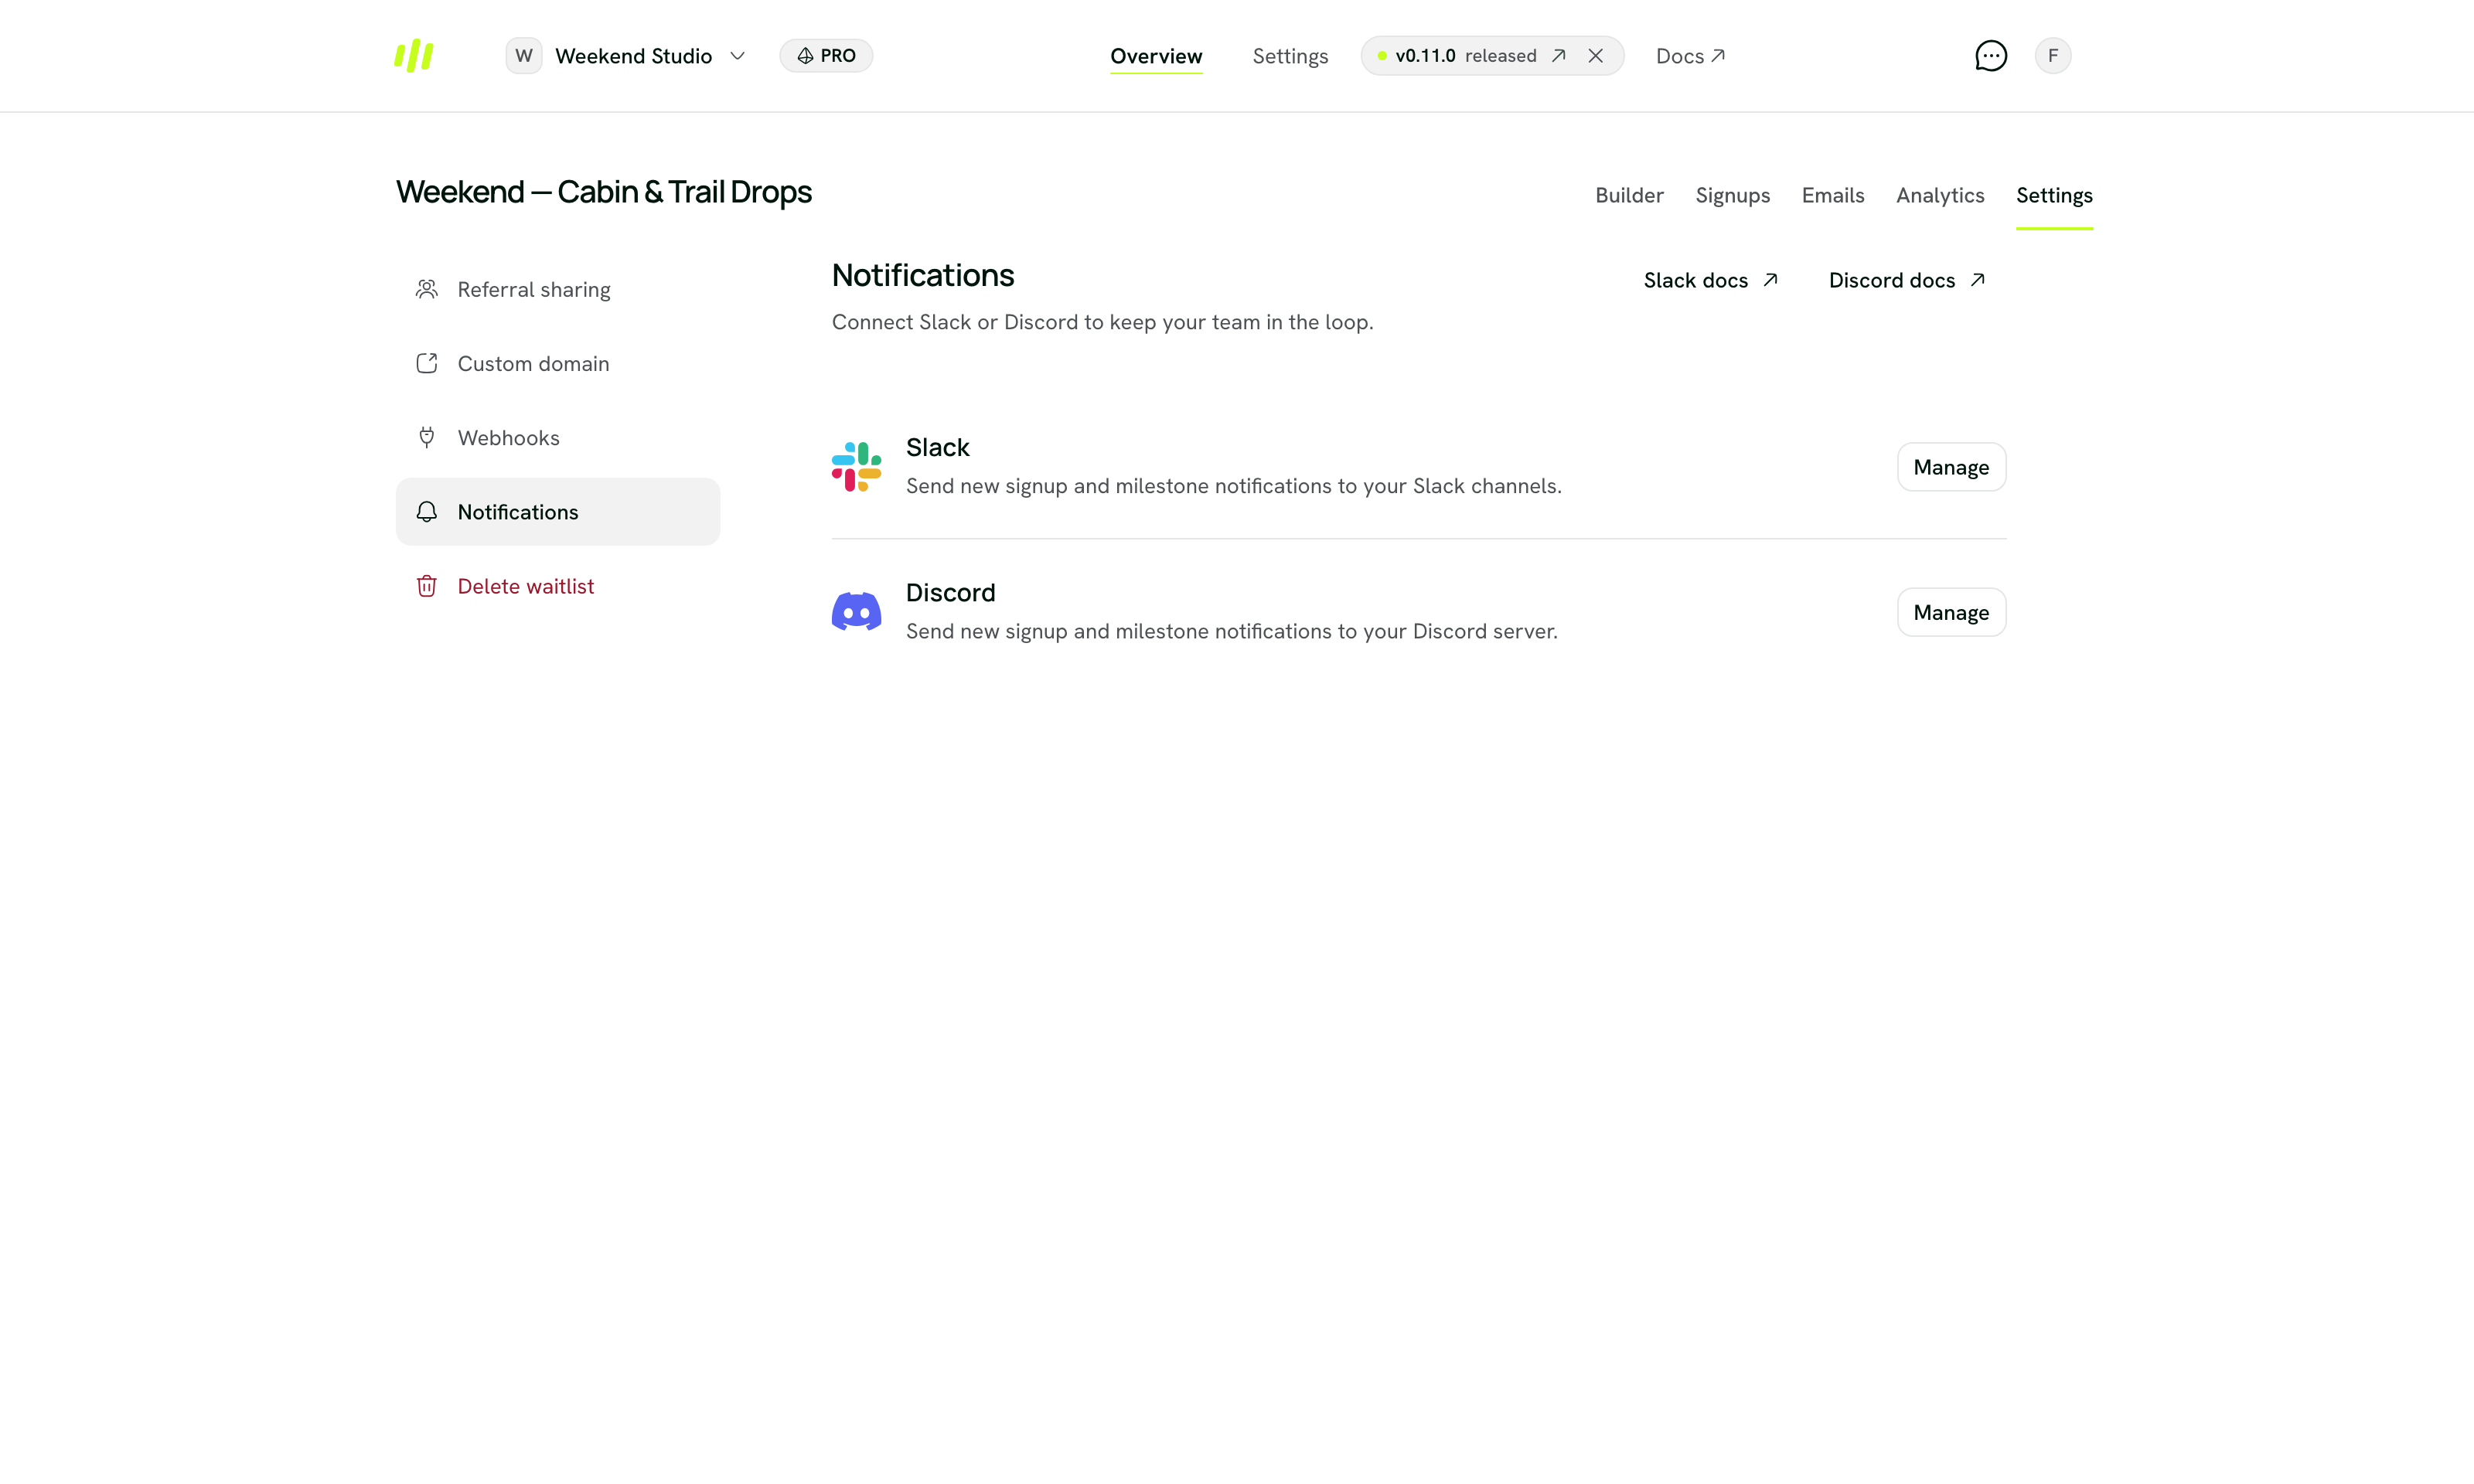 W Weekend Studio PRO Overview Settings v0.11.0 released Docs F
Weekend — Cabin & Trail Drops
Builder Signups Emails Analytics Settings
Referral sharing
Custom domain
Webhooks
Notifications
Delete waitlist
Notifications
Slack docs Discord docs
Connect Slack or Discord to keep your team in the loop.
Slack
Send new signup and milestone notifications to your Slack channels.
Manage
Discord
Send new signup and milestone notifications to your Discord server.
Manage